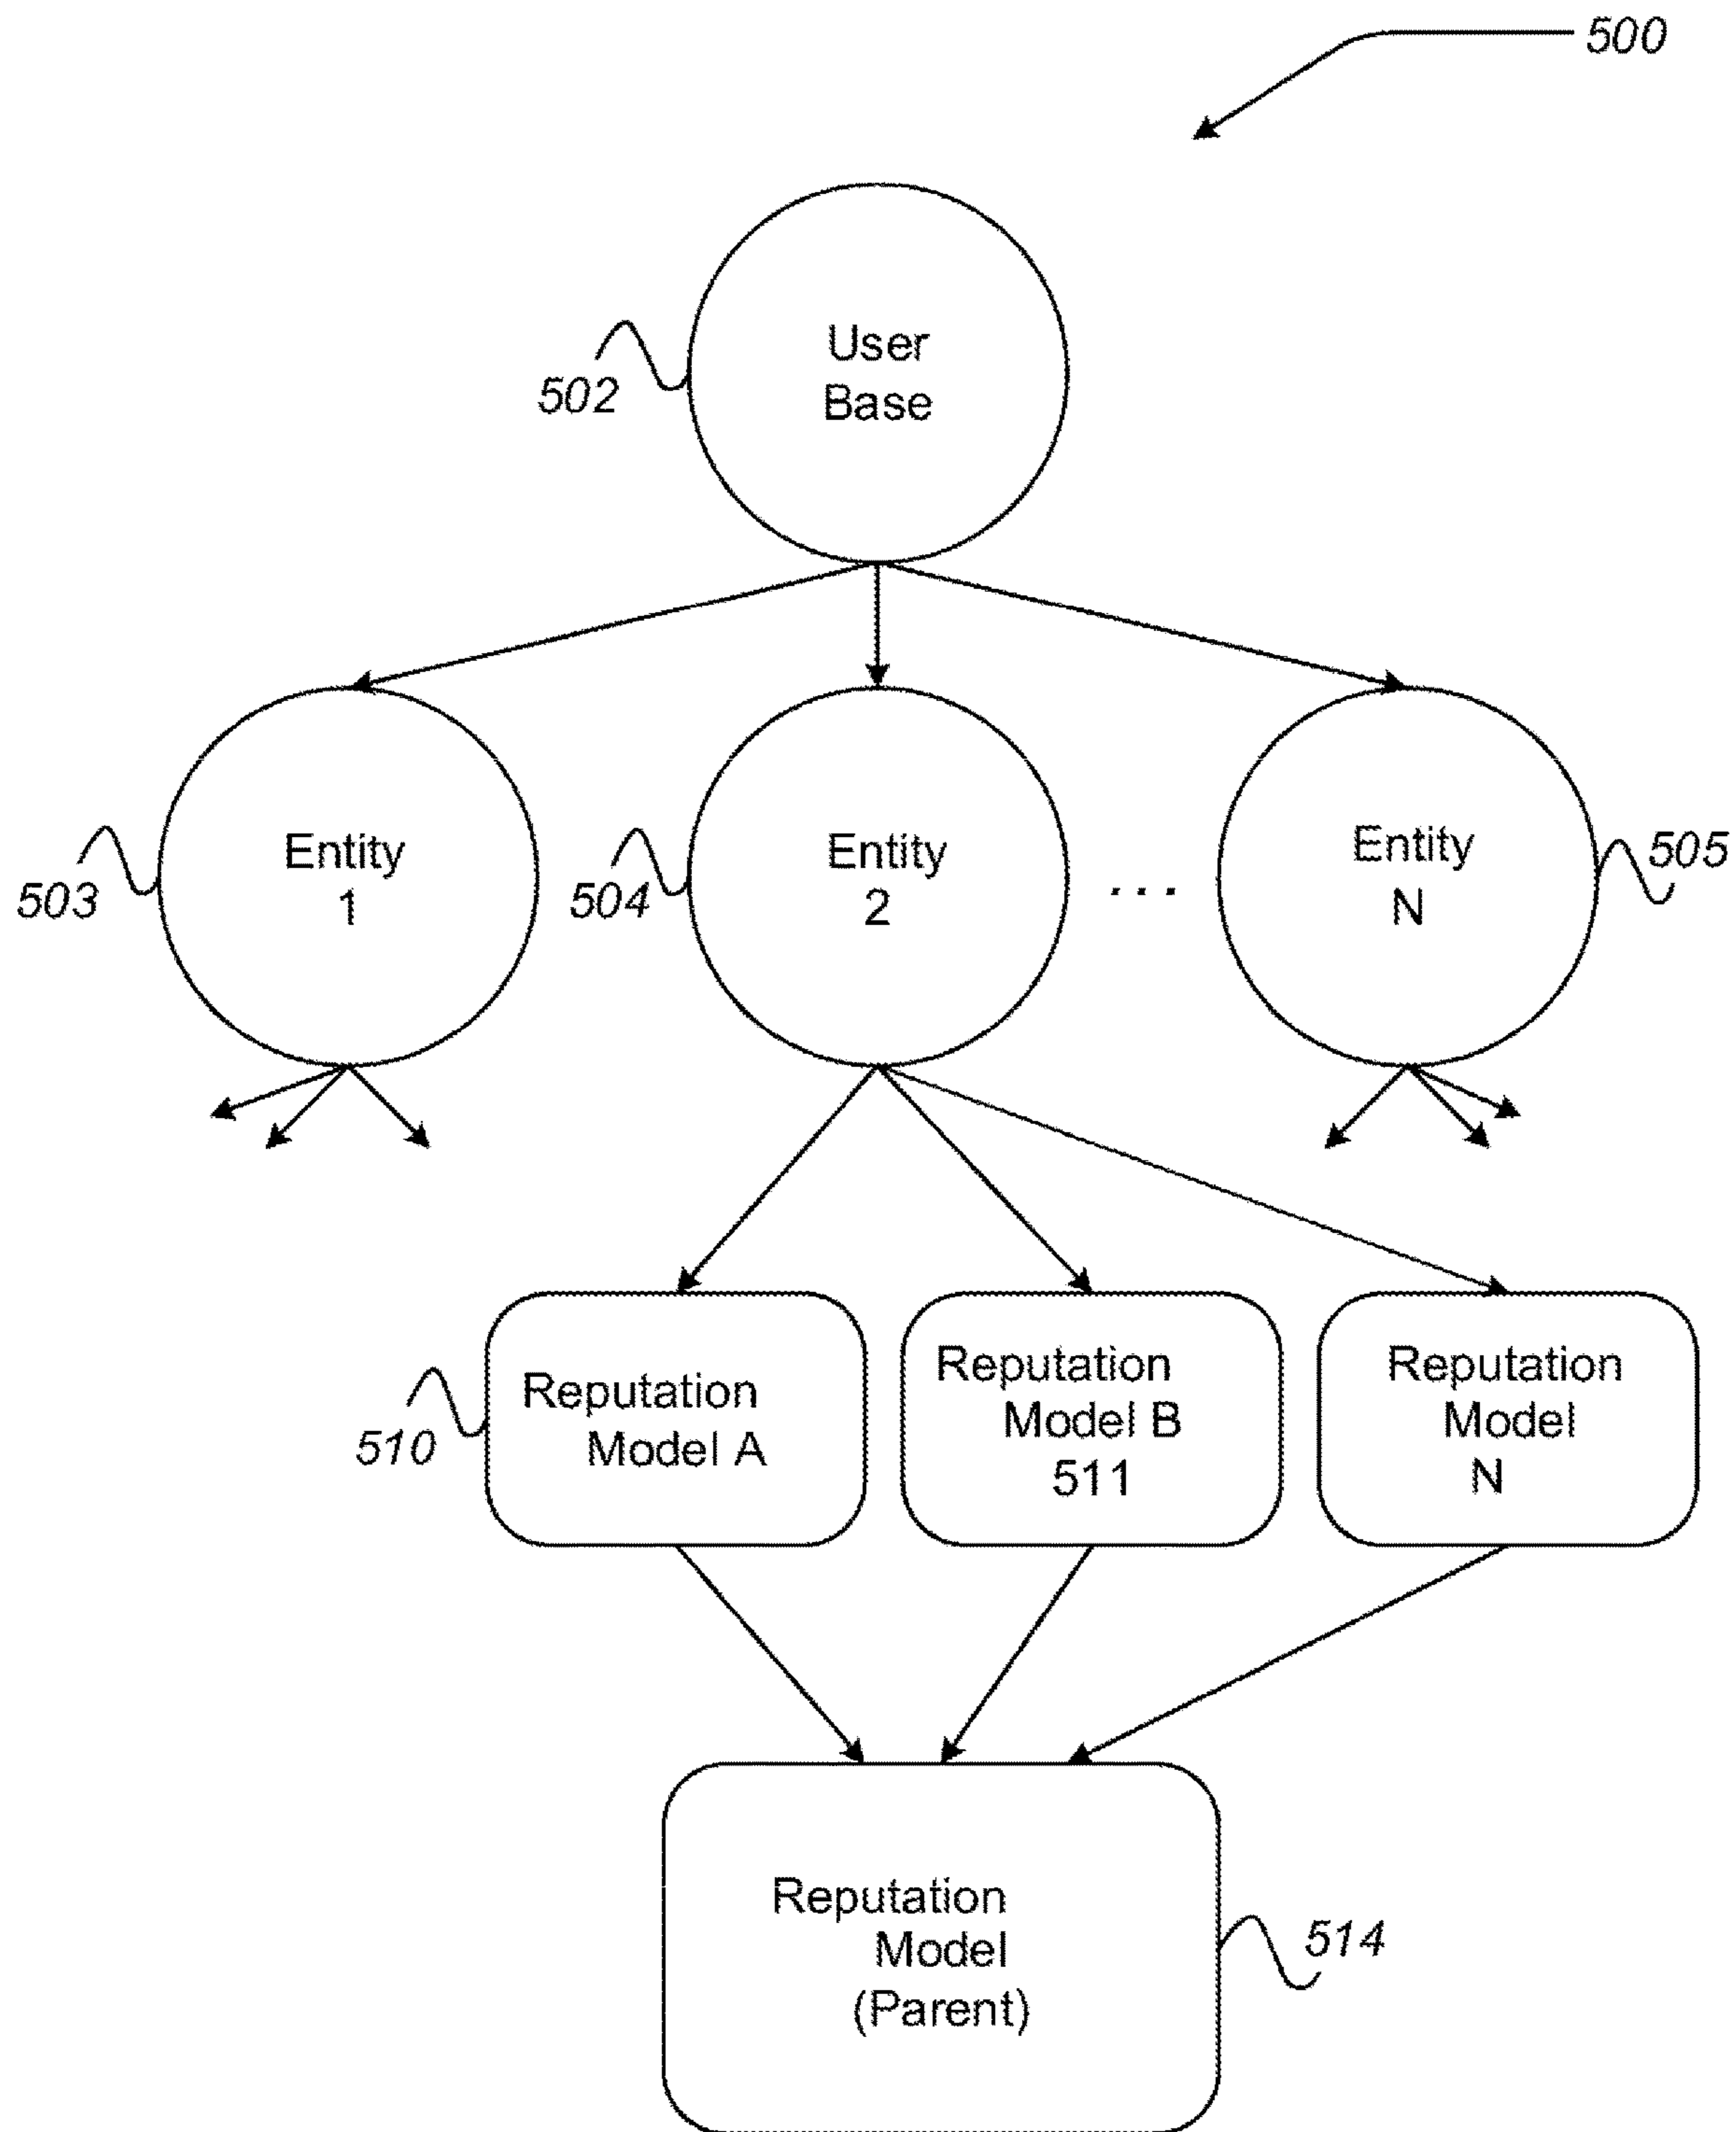 500
User
Base
502
Entity
1
503
Entity
2
504
...
Entity
N
505
Reputation
Model A
510
Reputation
Model B
511
Reputation
Model
N
Reputation
Model
(Parent)
514